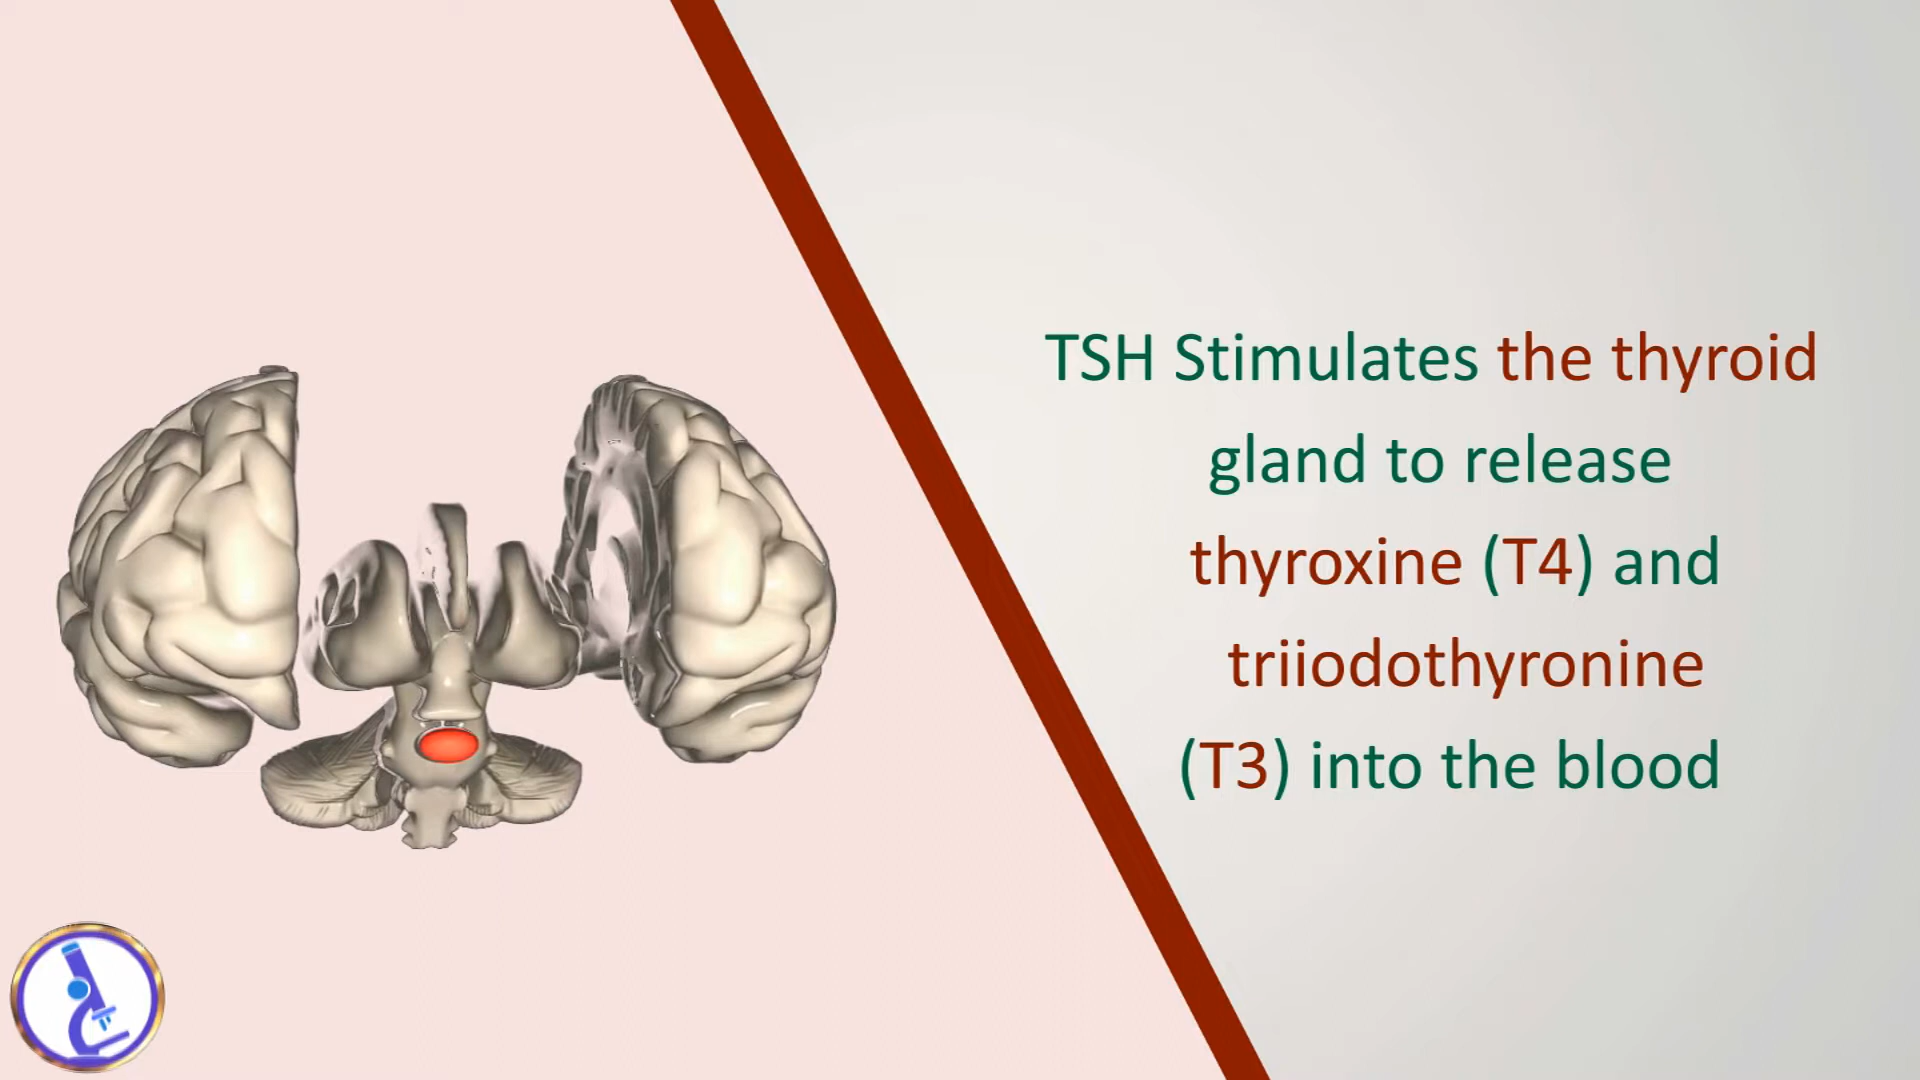 TSH Stimulates the thyroid
gland to release
thyroxine (T4) and
triiodothyronine
(T3) into the blood